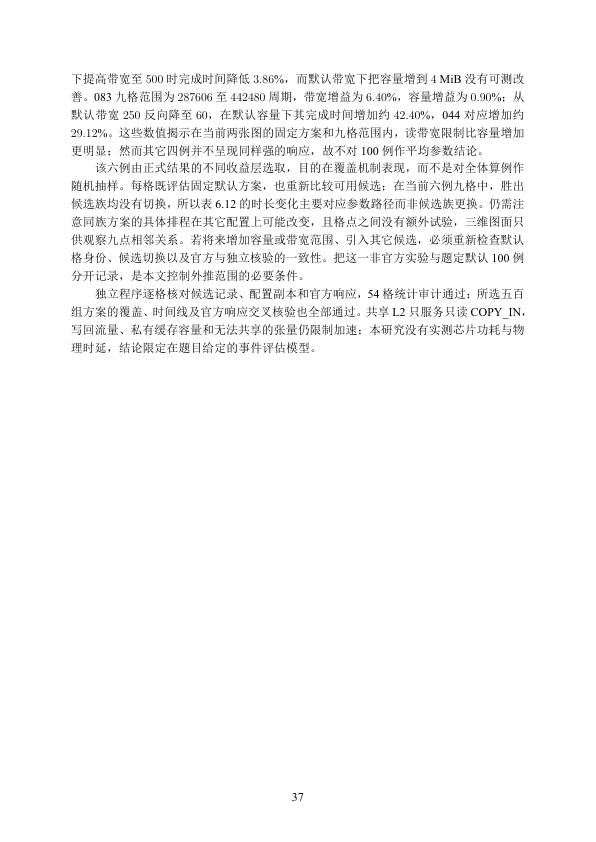 下提高带宽至 500 时完成时间降低 3.86%，而默认带宽下把容量增到 4 MiB 没有可测改
善。083 九格范围为 287606 至 442480 周期，带宽增益为 6.40%，容量增益为 0.90%；从
默认带宽 250 反向降至 60，在默认容量下其完成时间增加约 42.40%，044 对应增加约
29.12%。这些数值揭示在当前两张图的固定方案和九格范围内，读带宽限制比容量增加
更明显；然而其它四例并不呈现同样强的响应，故不对 100 例作平均参数结论。
该六例由正式结果的不同收益层选取，目的在覆盖机制表现，而不是对全体算例作
随机抽样。每格既评估固定默认方案，也重新比较可用候选；在当前六例九格中，胜出
候选族均没有切换，所以表 6.12 的时长变化主要对应参数路径而非候选族更换。仍需注
意同族方案的具体排程在其它配置上可能改变，且格点之间没有额外试验，三维图面只
供观察九点相邻关系。若将来增加容量或带宽范围、引入其它候选，必须重新检查默认
格身份、候选切换以及官方与独立核验的一致性。把这一非官方实验与题定默认 100 例
分开记录，是本文控制外推范围的必要条件。
独立程序逐格核对候选记录、配置副本和官方响应，54 格统计审计通过；所选五百
组方案的覆盖、时间线及官方响应交叉核验也全部通过。共享 L2 只服务只读 COPY_IN，
写回流量、私有缓存容量和无法共享的张量仍限制加速；本研究没有实测芯片功耗与物
理时延，结论限定在题目给定的事件评估模型。
37